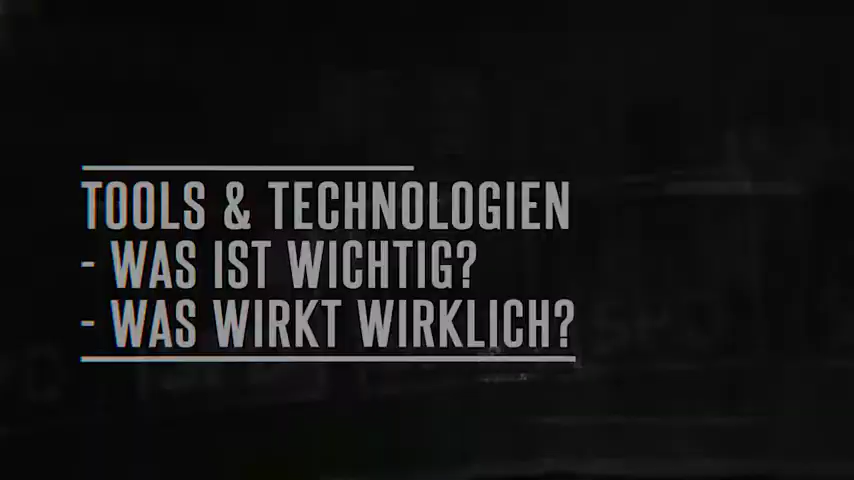 TOOLS & TECHNOLOGIEN
- WAS IST WICHTIG?
- WAS WIRKT WIRKLICH?